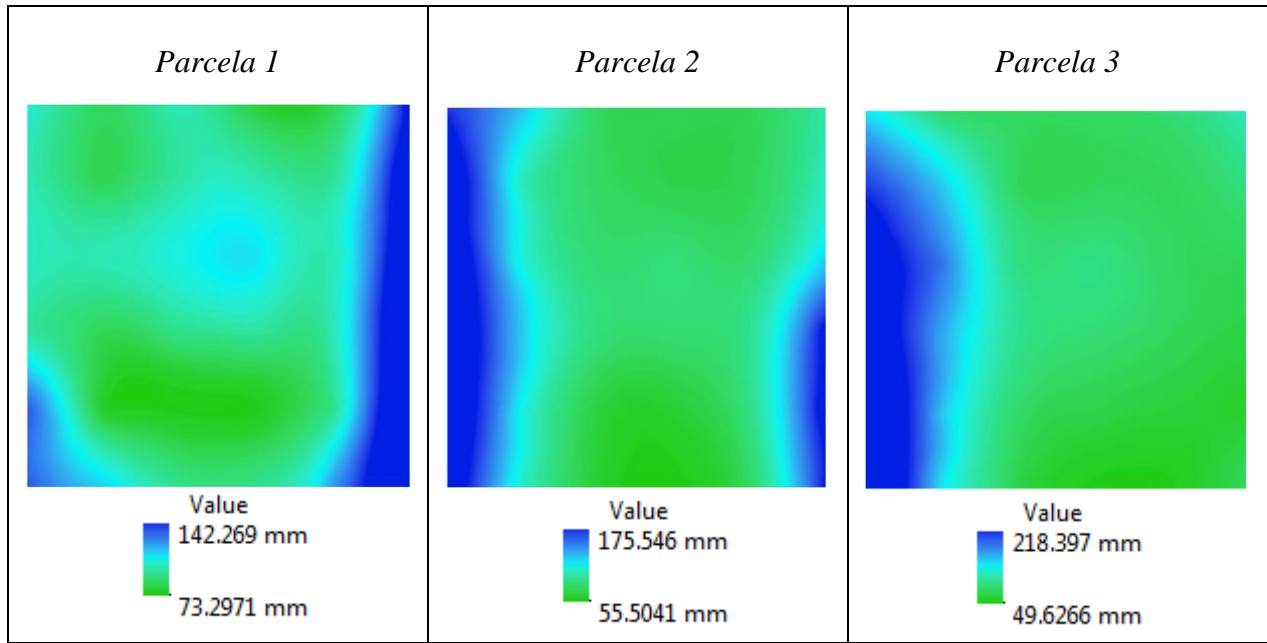 Parcela 1
Value
142.269 mm
73.2971 mm
Parcela 2
Value
175.546 mm
55.5041 mm
Parcela 3
Value
218.397 mm
49.6266 mm